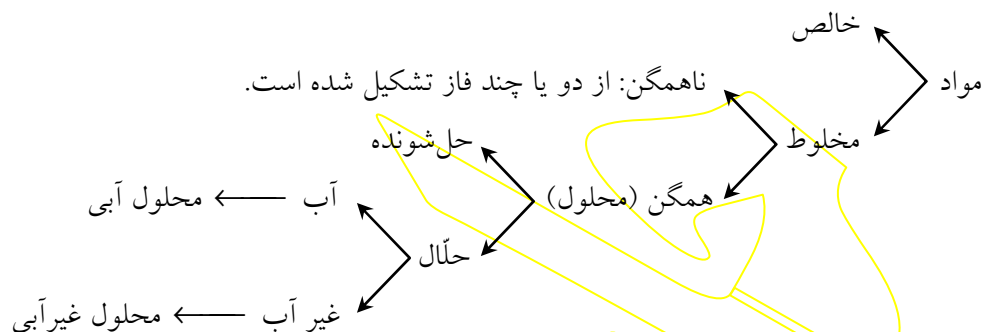 خالص
مواد
ناهمگن: از دو یا چند فاز تشکیل شده است.
مخلوط
حل‌شونده
همگن (محلول)
آب ⟶ محلول آبی
حلّال
غیر آب ⟶ محلول غیرآبی